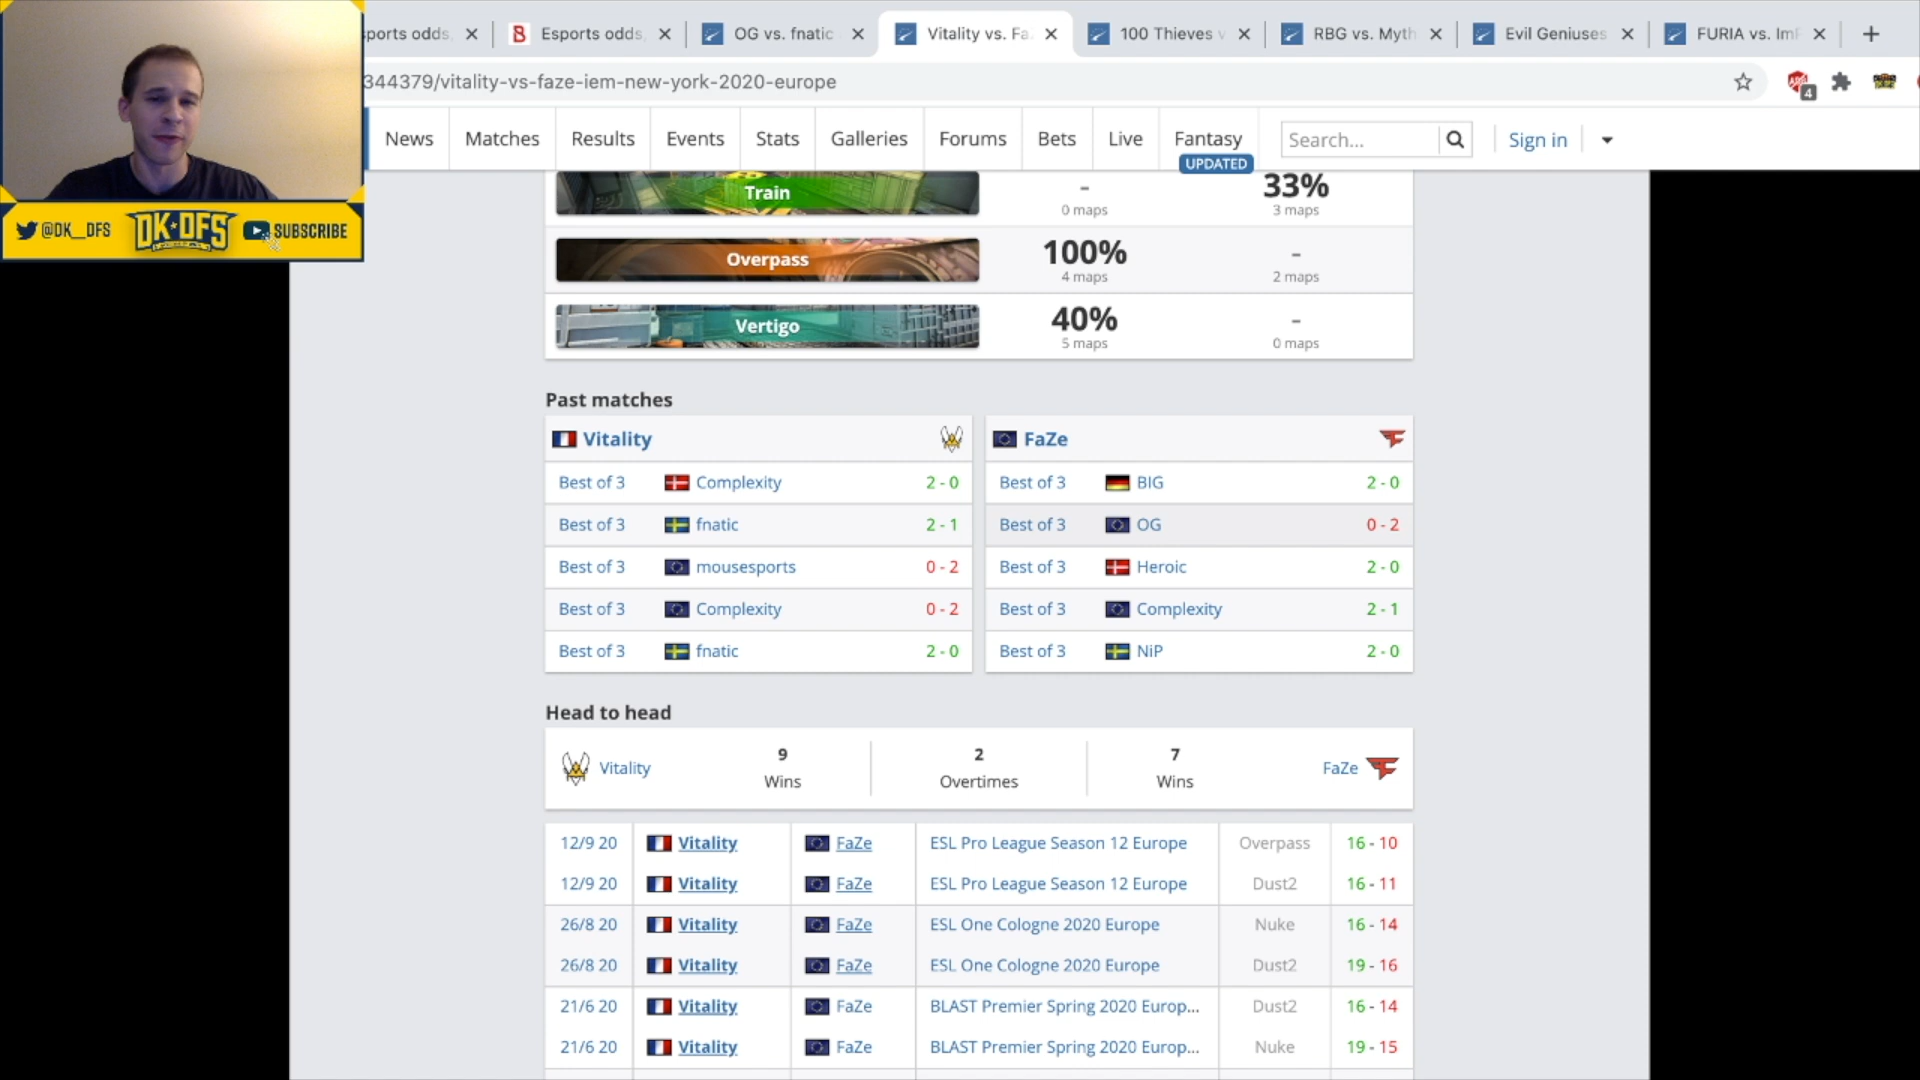 sports odds,
Esports odds,
OG vs. fnatic
Vitality vs. Fa
100 Thieves v
RBG vs. Myth
Evil Geniuses
FURIA vs. Im
344379/vitality-vs-faze-iem-new-york-2020-europe
4
News
Matches
Results
Events
Stats
Galleries
Forums
Bets
Live
Fantasy
UPDATED
Search...
Sign in
@DK__DFS
DK DFS
SUBSCRIBE
Train
-
33%
0 maps
3 maps
Overpass
100%
-
4 maps
2 maps
Vertigo
40%
-
5 maps
0 maps
Past matches
Vitality
Best of 3 Complexity 2 - 0
Best of 3 fnatic 2 - 1
Best of 3 mousesports 0 - 2
Best of 3 Complexity 0 - 2
Best of 3 fnatic 2 - 0
FaZe
Best of 3 BIG 2 - 0
Best of 3 OG 0 - 2
Best of 3 Heroic 2 - 0
Best of 3 Complexity 2 - 1
Best of 3 NiP 2 - 0
Head to head
Vitality
9
Wins
2
Overtimes
7
Wins
FaZe
12/9 20 Vitality FaZe ESL Pro League Season 12 Europe Overpass 16 - 10
12/9 20 Vitality FaZe ESL Pro League Season 12 Europe Dust2 16 - 11
26/8 20 Vitality FaZe ESL One Cologne 2020 Europe Nuke 16 - 14
26/8 20 Vitality FaZe ESL One Cologne 2020 Europe Dust2 19 - 16
21/6 20 Vitality FaZe BLAST Premier Spring 2020 Europ... Dust2 16 - 14
21/6 20 Vitality FaZe BLAST Premier Spring 2020 Europ... Nuke 19 - 15